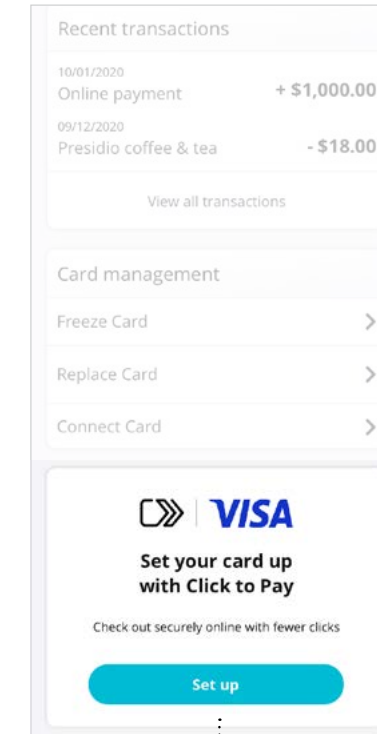 Recent transactions
10/01/2020
Online payment + $1,000.00
09/12/2020
Presidio coffee & tea - $18.00
View all transactions
Card management
Freeze Card
Replace Card
Connect Card
VISA
Set your card up
with Click to Pay
Check out securely online with fewer clicks
Set up